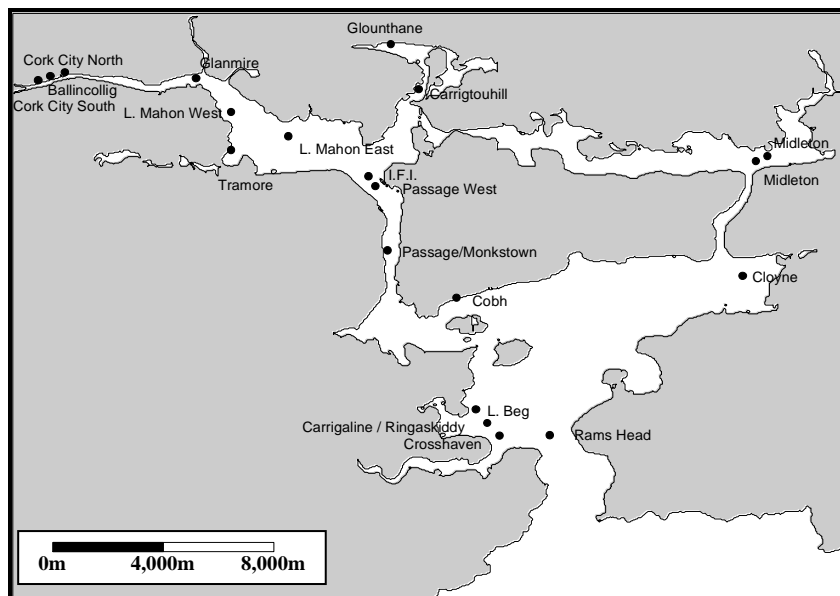 Glounthane
Cork City North
Glanmire
Ballincollig
Carrigtouhill
Cork City South
L. Mahon West
L. Mahon East
Midleton
I.F.I.
Midleton
Tramore
Passage West
Passage/Monkstown
Cloyne
Cobh
L. Beg
Carrigaline / Ringaskiddy
Rams Head
Crosshaven
0m 4,000m 8,000m